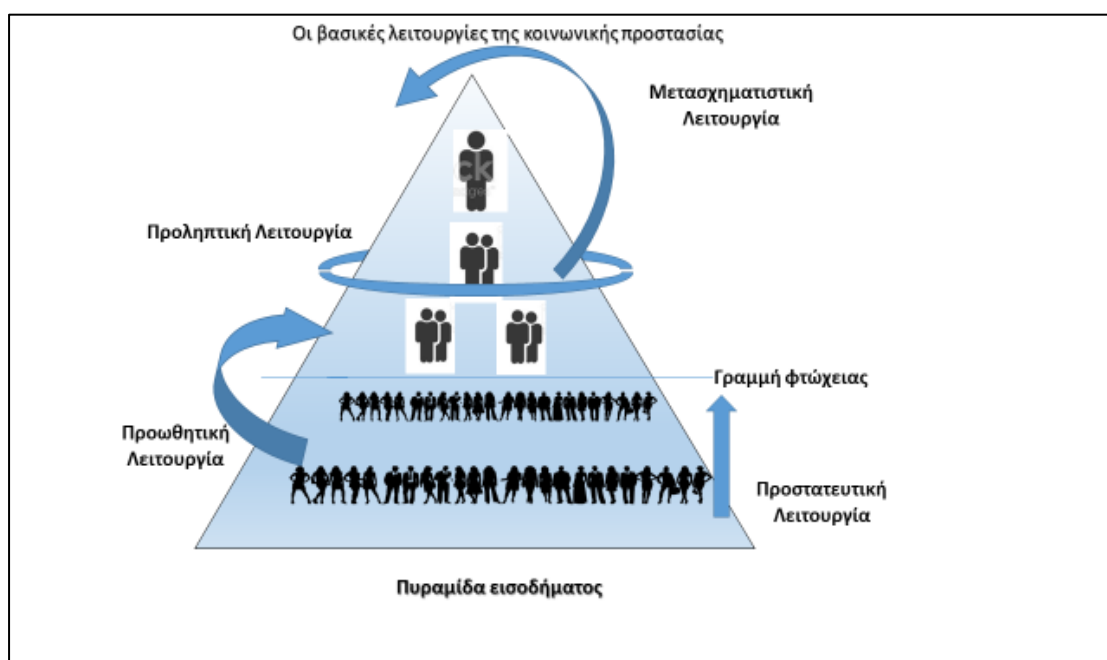 Οι βασικές λειτουργίες της κοινωνικής προστασίας
Μετασχηματιστική
Λειτουργία
Προληπτική Λειτουργία
Γραμμή φτώχειας
Προωθητική
Λειτουργία
Προστατευτική
Λειτουργία
Πυραμίδα εισοδήματος